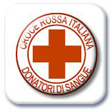 CROCE ROSSA ITALIANA
DONATORI DI SANGUE